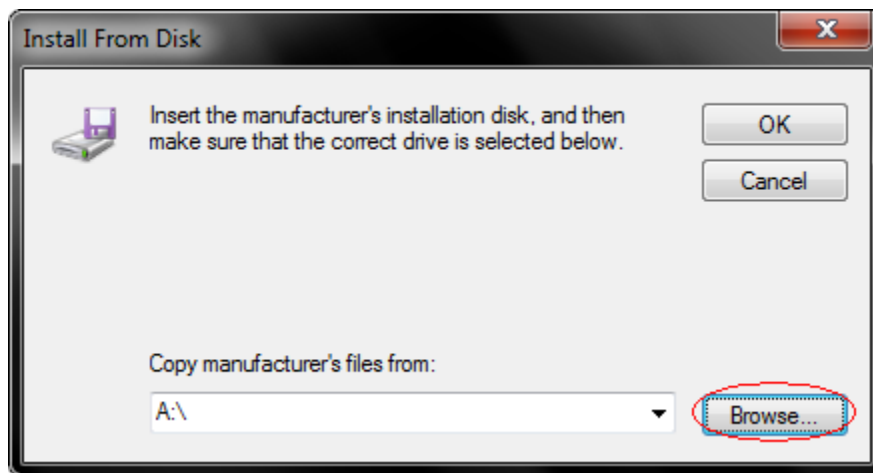 Install From Disk
Insert the manufacturer's installation disk, and then
make sure that the correct drive is selected below.
OK
Cancel
Copy manufacturer's files from:
A:\
Browse...